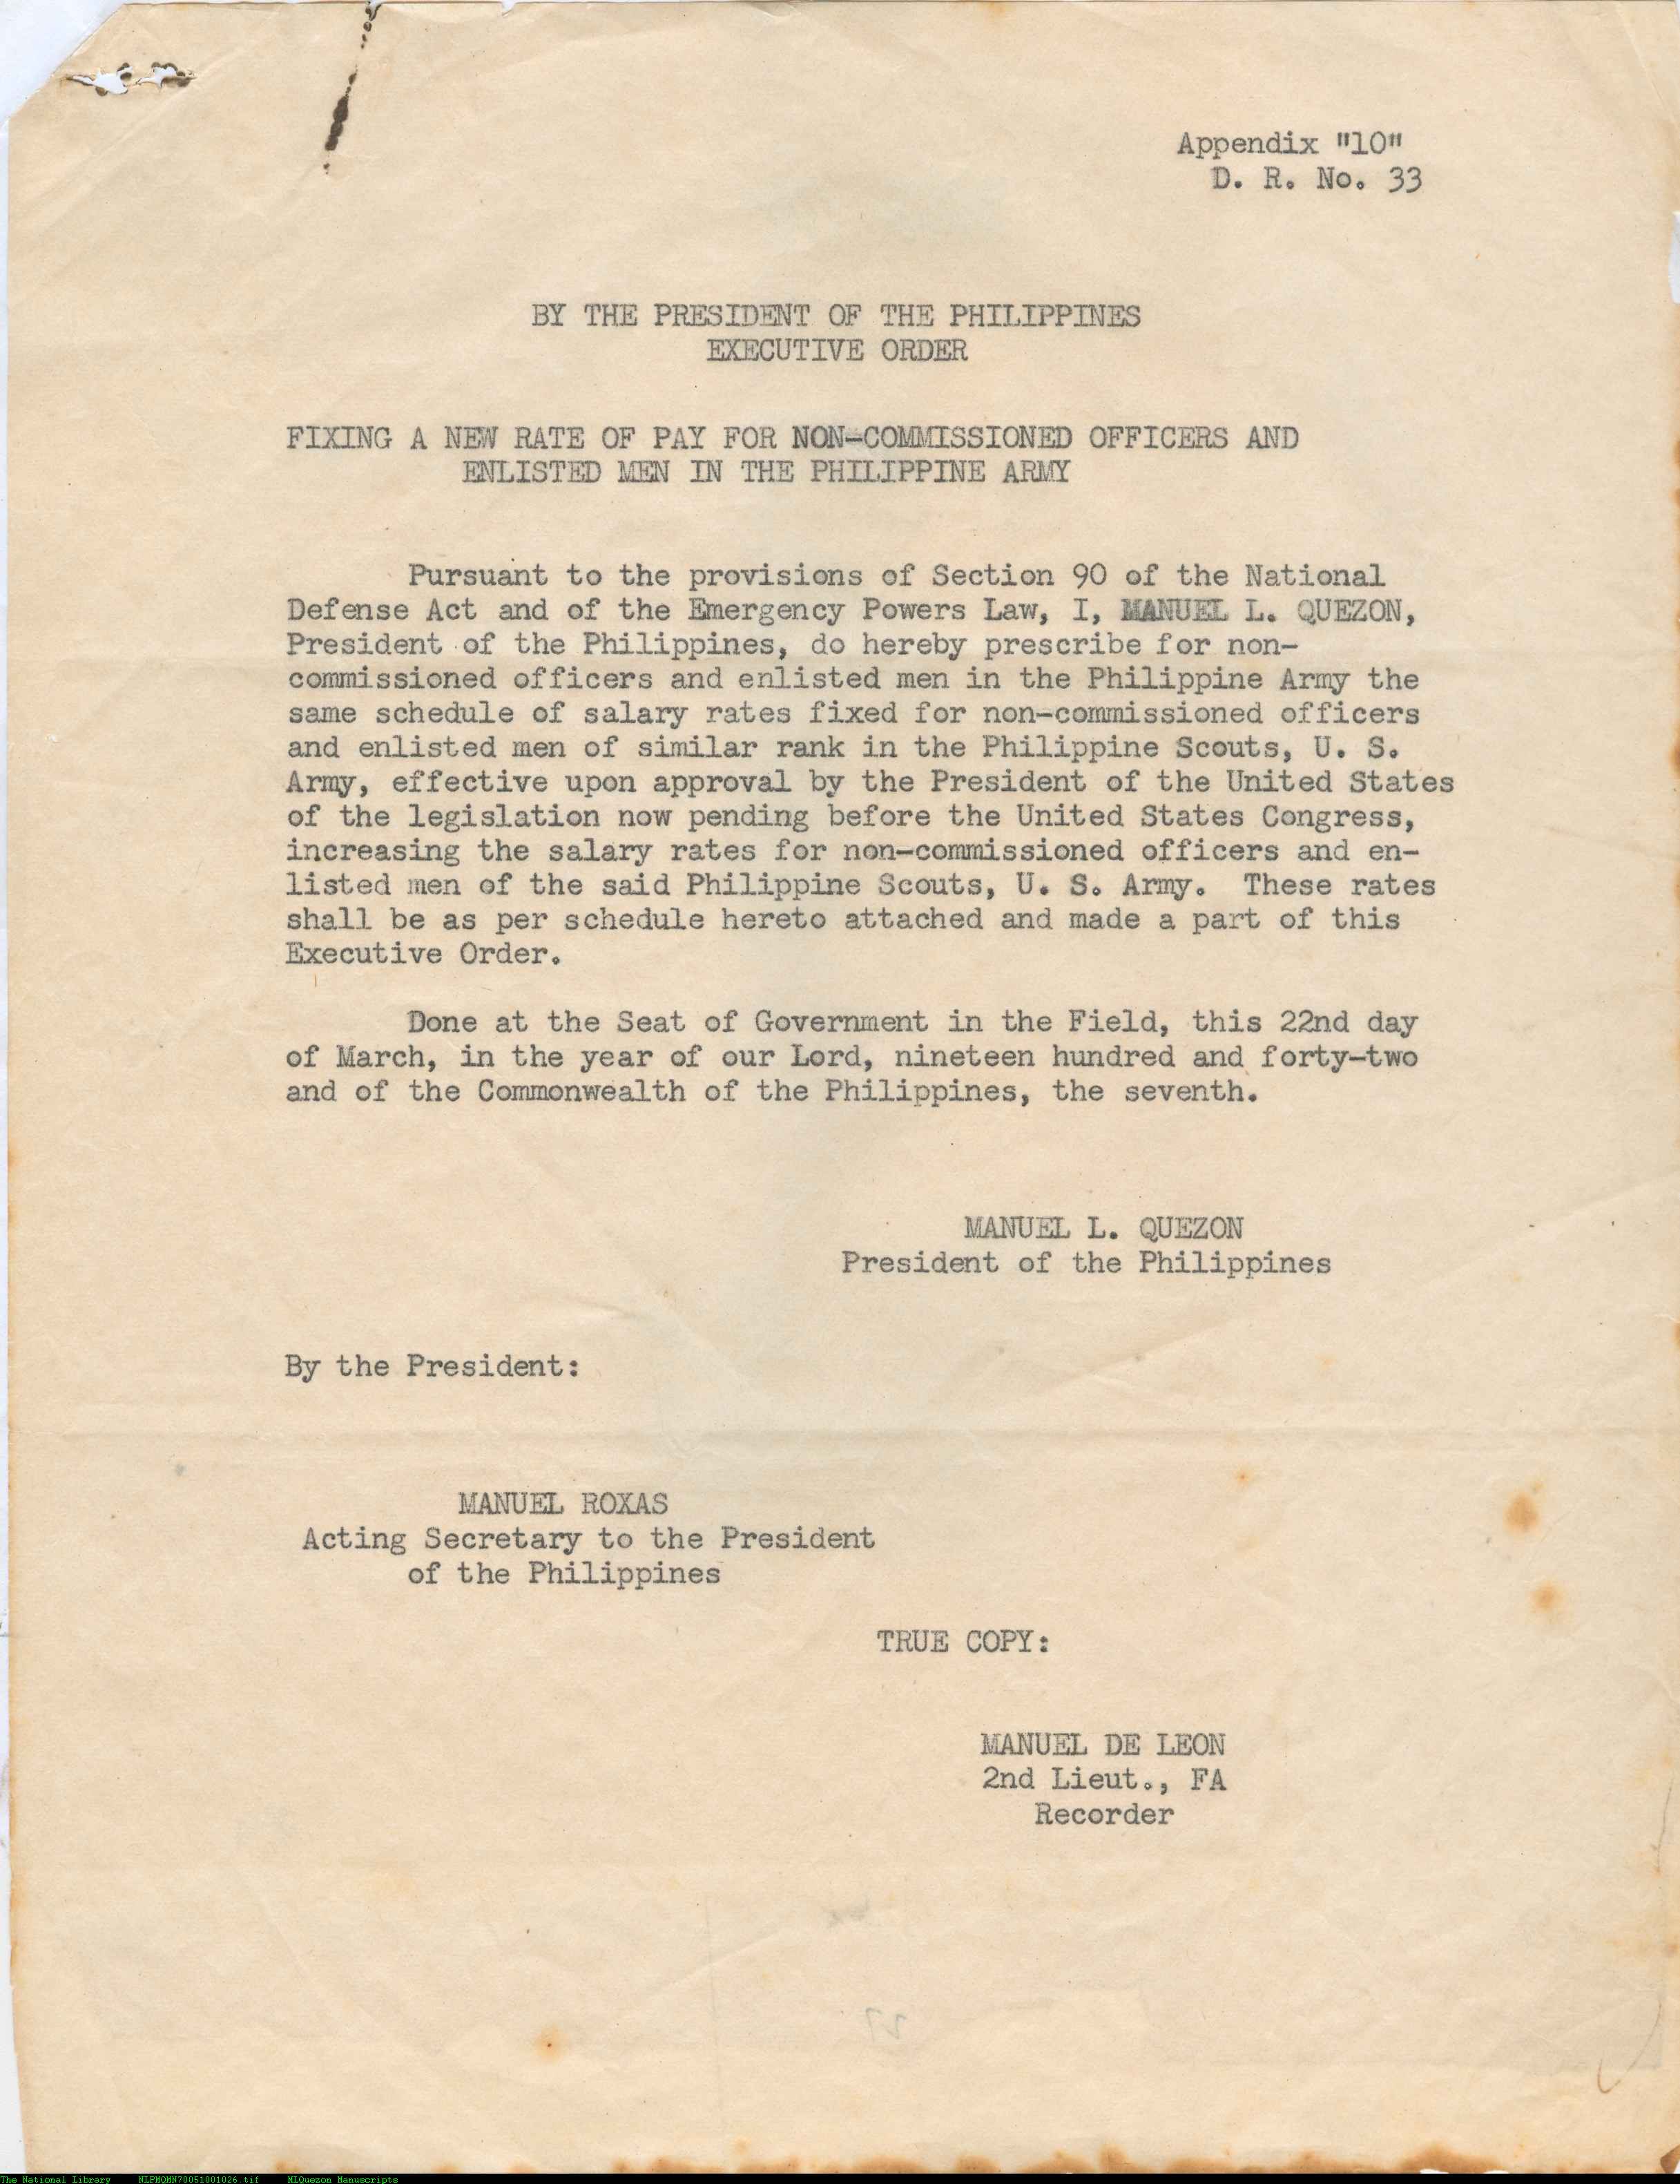 Appendix "10"
D. R. No. 33
BY THE PRESIDENT OF THE PHILIPPINES
EXECUTIVE ORDER
FIXING A NEW RATE OF PAY FOR NON-COMMISSIONED OFFICERS AND
ENLISTED MEN IN THE PHILIPPINE ARMY
Pursuant to the provisions of Section 90 of the National
Defense Act and of the Emergency Powers Law, I, MANUEL L. QUEZON,
President of the Philippines, do hereby prescribe for non-
commissioned officers and enlisted men in the Philippine Army the
same schedule of salary rates fixed for non-commissioned officers
and enlisted men of similar rank in the Philippine Scouts, U. S.
Army, effective upon approval by the President of the United States
of the legislation now pending before the United States Congress,
increasing the salary rates for non-commissioned officers and en-
listed men of the said Philippine Scouts, U. S. Army. These rates
shall be as per schedule hereto attached and made a part of this
Executive Order.
Done at the Seat of Government in the Field, this 22nd day
of March, in the year of our Lord, nineteen hundred and forty-two
and of the Commonwealth of the Philippines, the seventh.
MANUEL L. QUEZON
President of the Philippines
By the President:
MANUEL ROXAS
Acting Secretary to the President
of the Philippines
TRUE COPY:
MANUEL DE LEON
2nd Lieut., FA
Recorder
The National Library NLPMQMN70051001026.tif MLQuezon Manuscripts